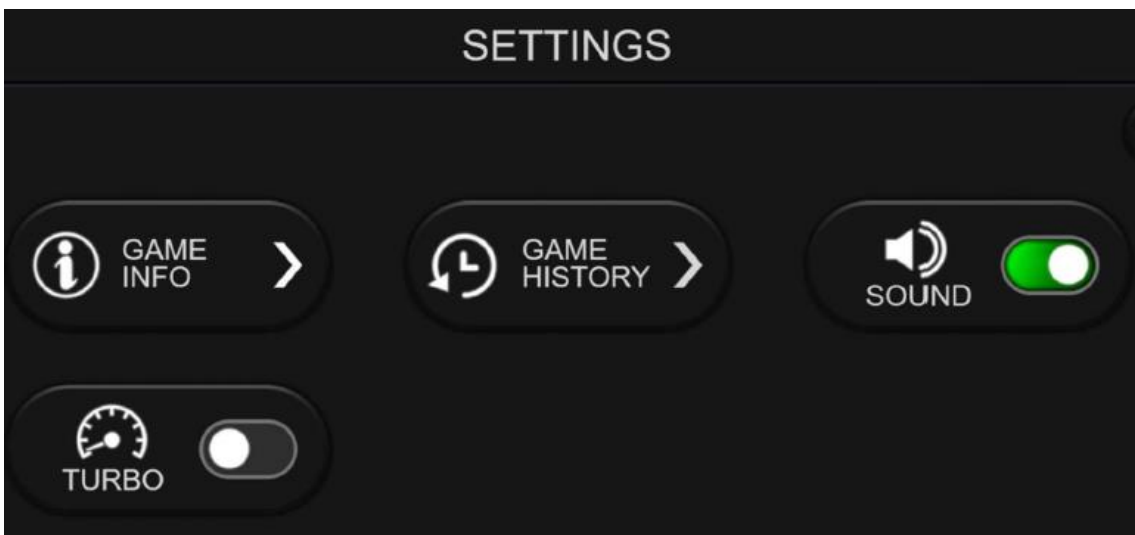 SETTINGS
GAME
INFO
GAME
HISTORY
SOUND
TURBO